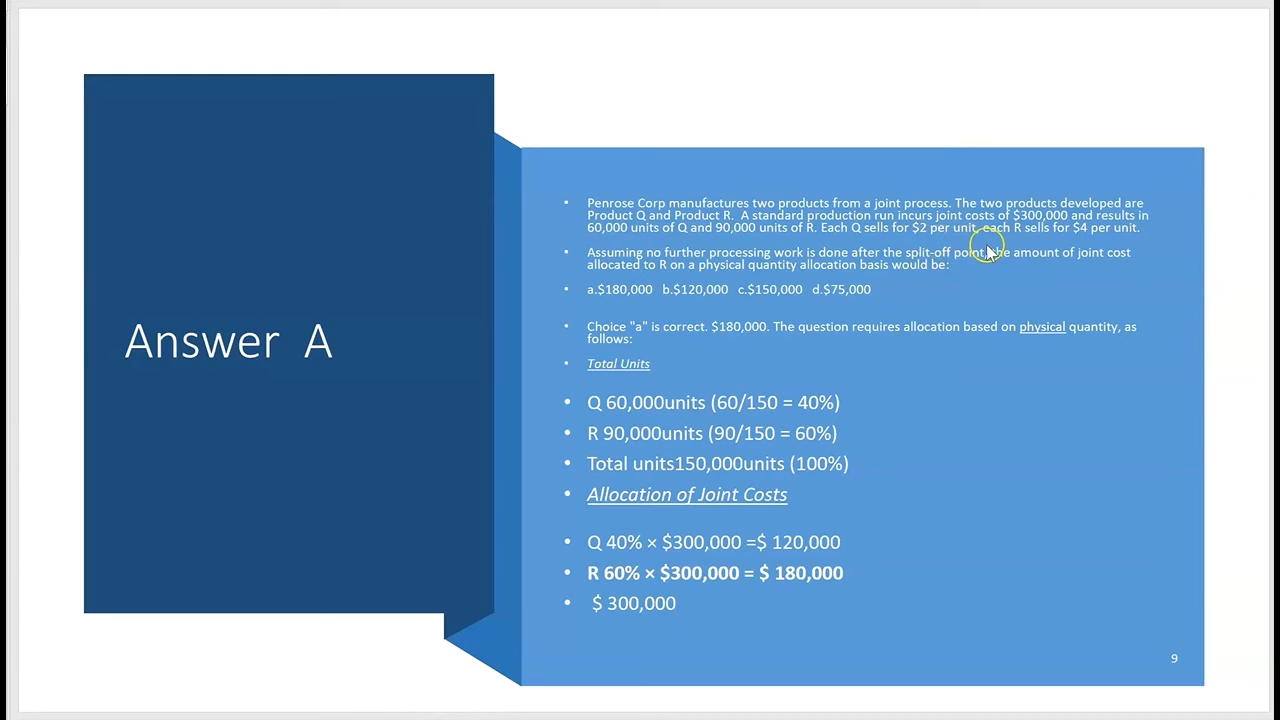 Answer A
Penrose Corp manufactures two products from a joint process. The two products developed are
Product Q and Product R. A standard production run incurs joint costs of $300,000 and results in
60,000 units of Q and 90,000 units of R. Each Q sells for $2 per unit, each R sells for $4 per unit.
Assuming no further processing work is done after the split-off point, the amount of joint cost
allocated to R on a physical quantity allocation basis would be:
a.$180,000 b.$120,000 c.$150,000 d.$75,000
Choice "a" is correct. $180,000. The question requires allocation based on physical quantity, as
follows:
Total Units
Q 60,000units (60/150 = 40%)
R 90,000units (90/150 = 60%)
Total units150,000units (100%)
Allocation of Joint Costs
Q 40% × $300,000 =$ 120,000
R 60% × $300,000 = $ 180,000
$ 300,000
9